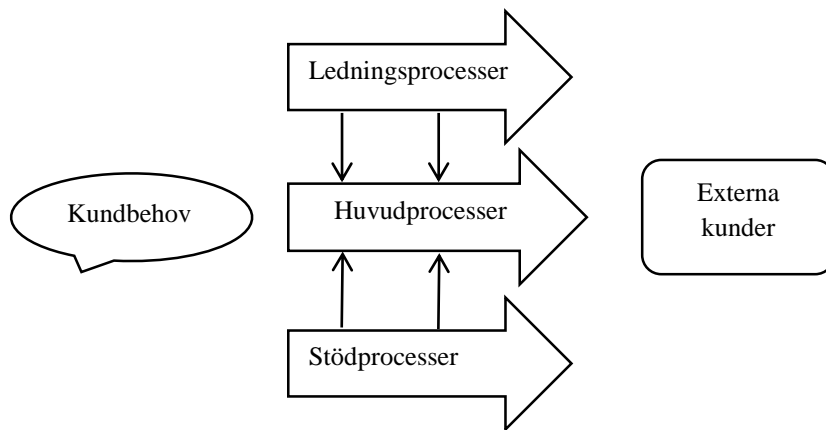 Ledningsprocesser
Kundbehov
Huvudprocesser
Externa
kunder
Stödprocesser